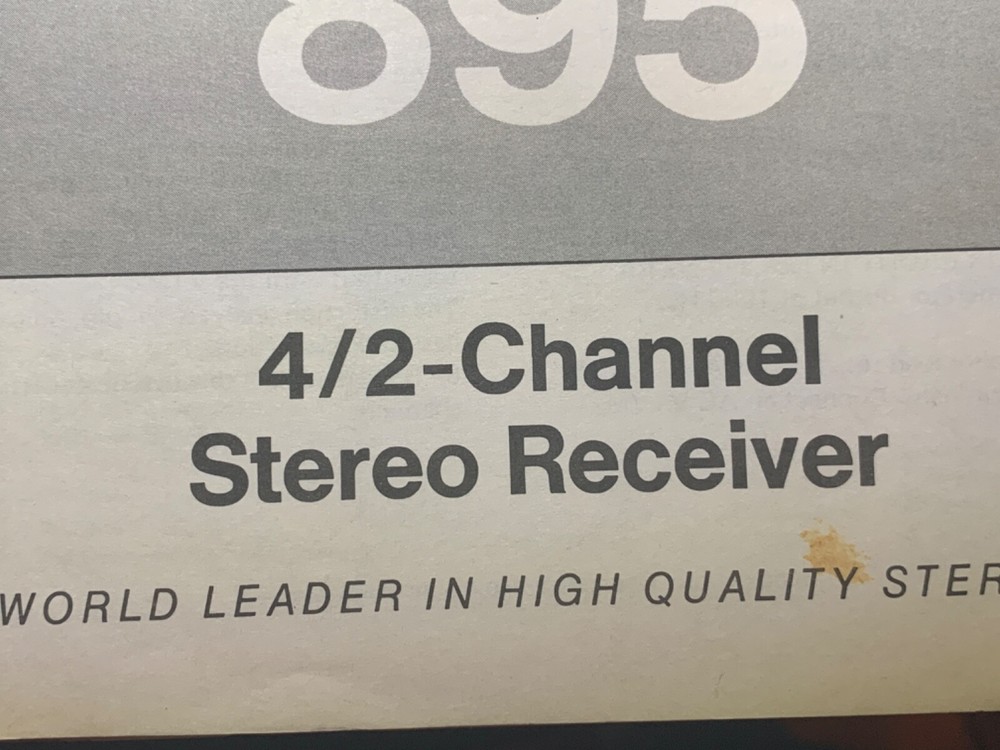 895
4/2-Channel
Stereo Receiver
WORLD LEADER IN HIGH QUALITY STER